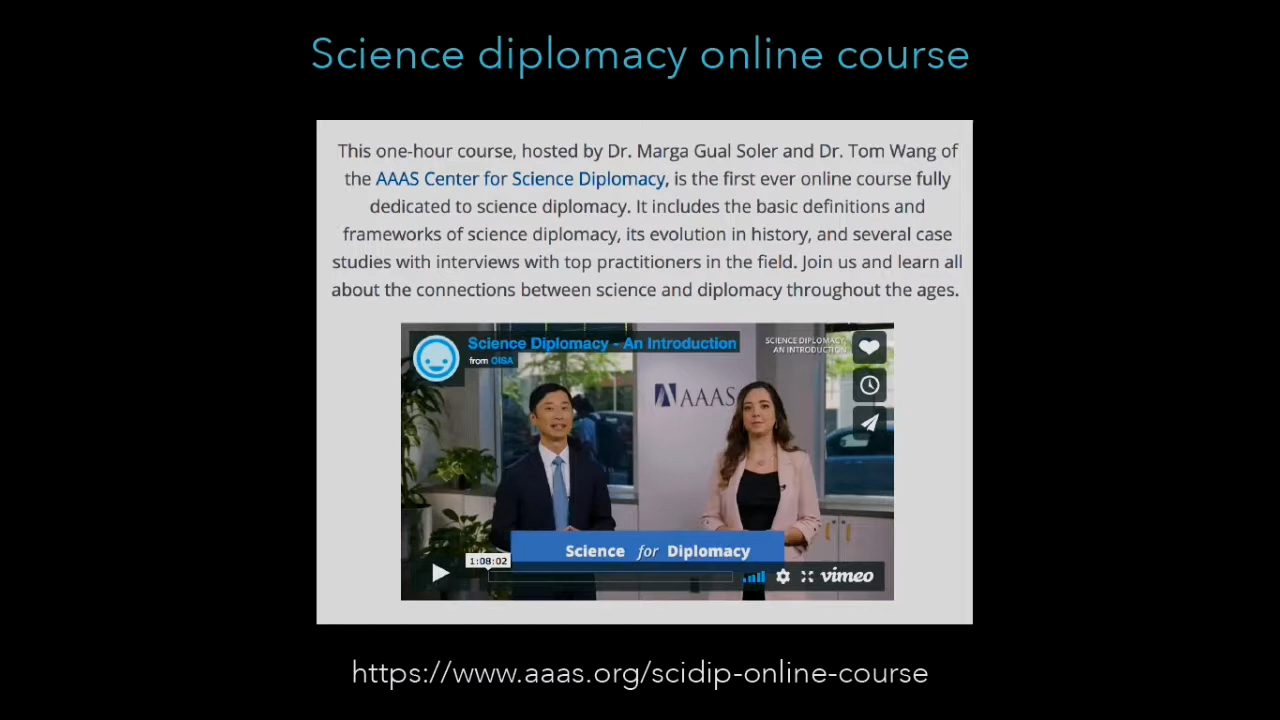 Science diplomacy online course
This one-hour course, hosted by Dr. Marga Gual Soler and Dr. Tom Wang of
the AAAS Center for Science Diplomacy, is the first ever online course fully
dedicated to science diplomacy. It includes the basic definitions and
frameworks of science diplomacy, its evolution in history, and several case
studies with interviews with top practitioners in the field. Join us and learn all
about the connections between science and diplomacy throughout the ages.
Science Diplomacy - An Introduction
from OISA
SCIENCE DIPLOMACY:
AN INTRODUCTION
AAAS
Science for Diplomacy
1:08:02
vimeo
https://www.aaas.org/scidip-online-course